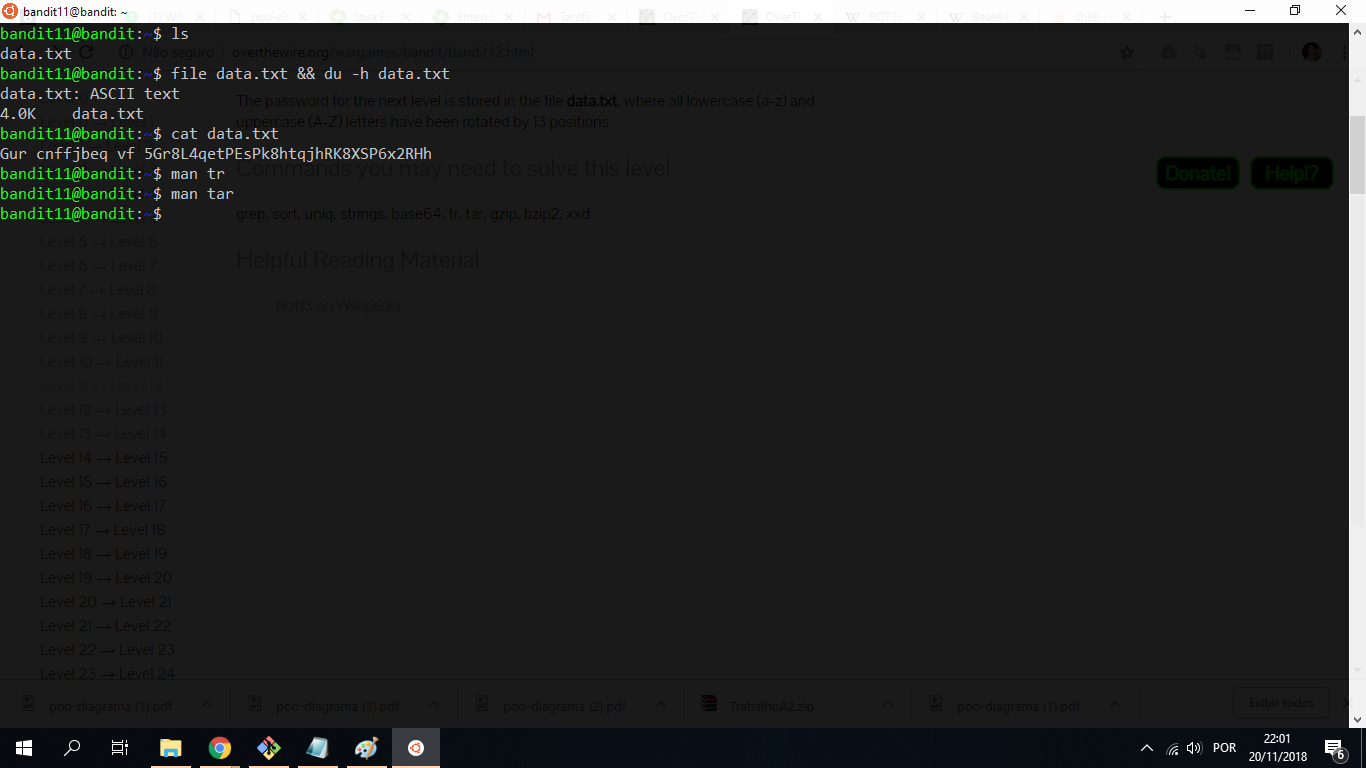 bandit11@bandit: ~
bandit11@bandit:~$ ls
data.txt
Não seguro overthewire.org/wargames/bandit/bandit12.html
bandit11@bandit:~$ file data.txt && du -h data.txt
data.txt: ASCII text
The password for the next level is stored in the file data.txt, where all lowercase (a-z) and
4.0K data.txt
uppercase (A-Z) letters have been rotated by 13 positions
bandit11@bandit:~$ cat data.txt
Gur cnffjbeq vf 5Gr8L4qetPEsPk8htqjhRK8XSP6x2RHh
Commands you may need to solve this level
bandit11@bandit:~$ man tr
Donate! Help!?
bandit11@bandit:~$ man tar
bandit11@bandit:~$
grep, sort, uniq, strings, base64, tr, tar, gzip, bzip2, xxd
Level 5 → Level 6
Helpful Reading Material
Level 6 → Level 7
Level 7 → Level 8
Rot13 on Wikipedia
Level 8 → Level 9
Level 9 → Level 10
Level 10 → Level 11
Level 11 → Level 12
Level 12 → Level 13
Level 13 → Level 14
Level 14 → Level 15
Level 15 → Level 16
Level 16 → Level 17
Level 17 → Level 18
Level 18 → Level 19
Level 19 → Level 20
Level 20 → Level 21
Level 21 → Level 22
Level 22 → Level 23
Level 23 → Level 24
poo-diagrama (1).pdf poo-diagrama (3).pdf poo-diagrama (2).pdf TrabalhoA2.zip poo-diagrama (1).pdf Exibir todos
POR 22:01
20/11/2018 6